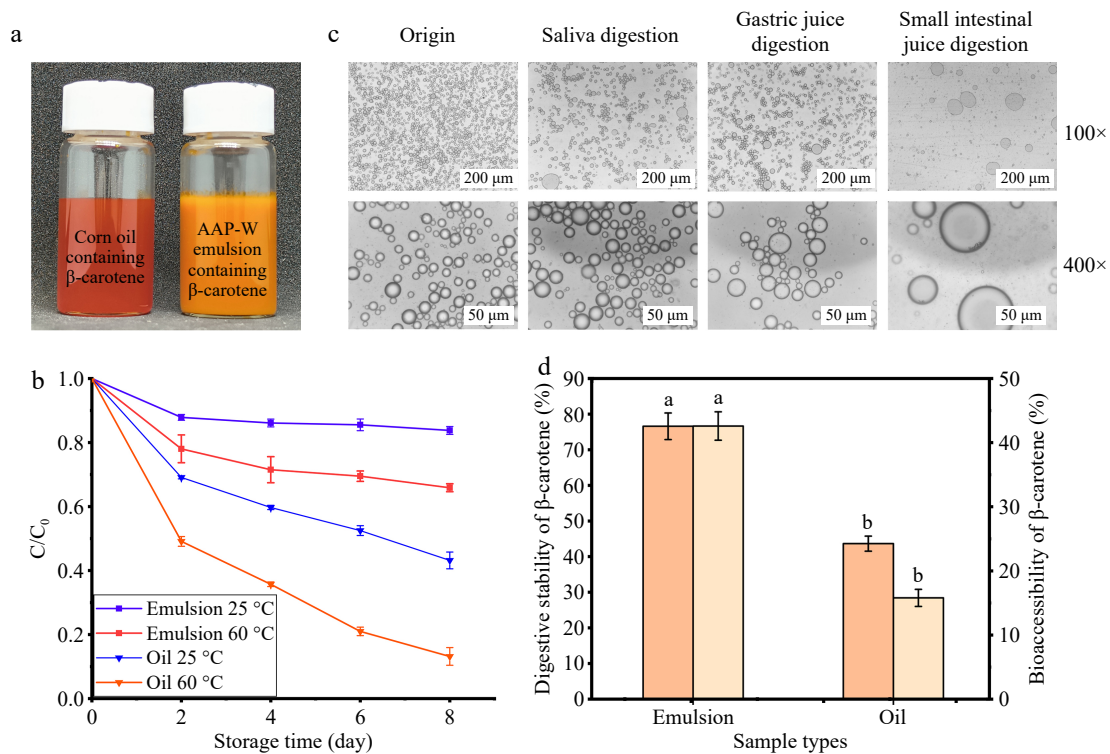 a
Corn oil
containing
β-carotene
AAP-W
emulsion
containing
β-carotene
c
Origin
Saliva digestion
Gastric juice
digestion
Small intestinal
juice digestion
200 μm
200 μm
200 μm
200 μm
100×
50 μm
50 μm
50 μm
50 μm
400×
b
C/C0
1.0
0.8
0.6
0.4
0.2
0.0
Emulsion 25 °C
Emulsion 60 °C
Oil 25 °C
Oil 60 °C
0
2
4
6
8
Storage time (day)
d
Digestive stability of β-carotene (%)
90
80
70
60
50
40
30
20
10
0
a
a
b
b
50
40
30
20
10
0
Bioaccessibility of β-carotene (%)
Emulsion
Oil
Sample types